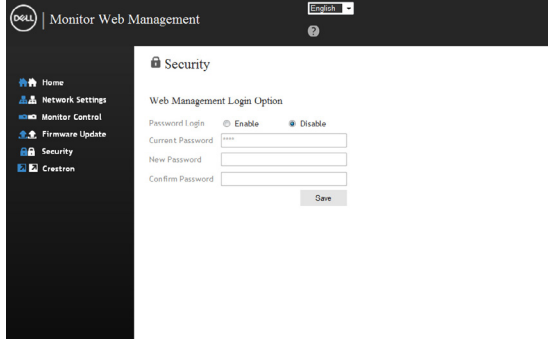 DELL
Monitor Web Management
English
?
Home
Network Settings
Monitor Control
Firmware Update
Security
Crestron
Security
Web Management Login Option
Password Login Enable Disable
Current Password ****
New Password
Confirm Password
Save